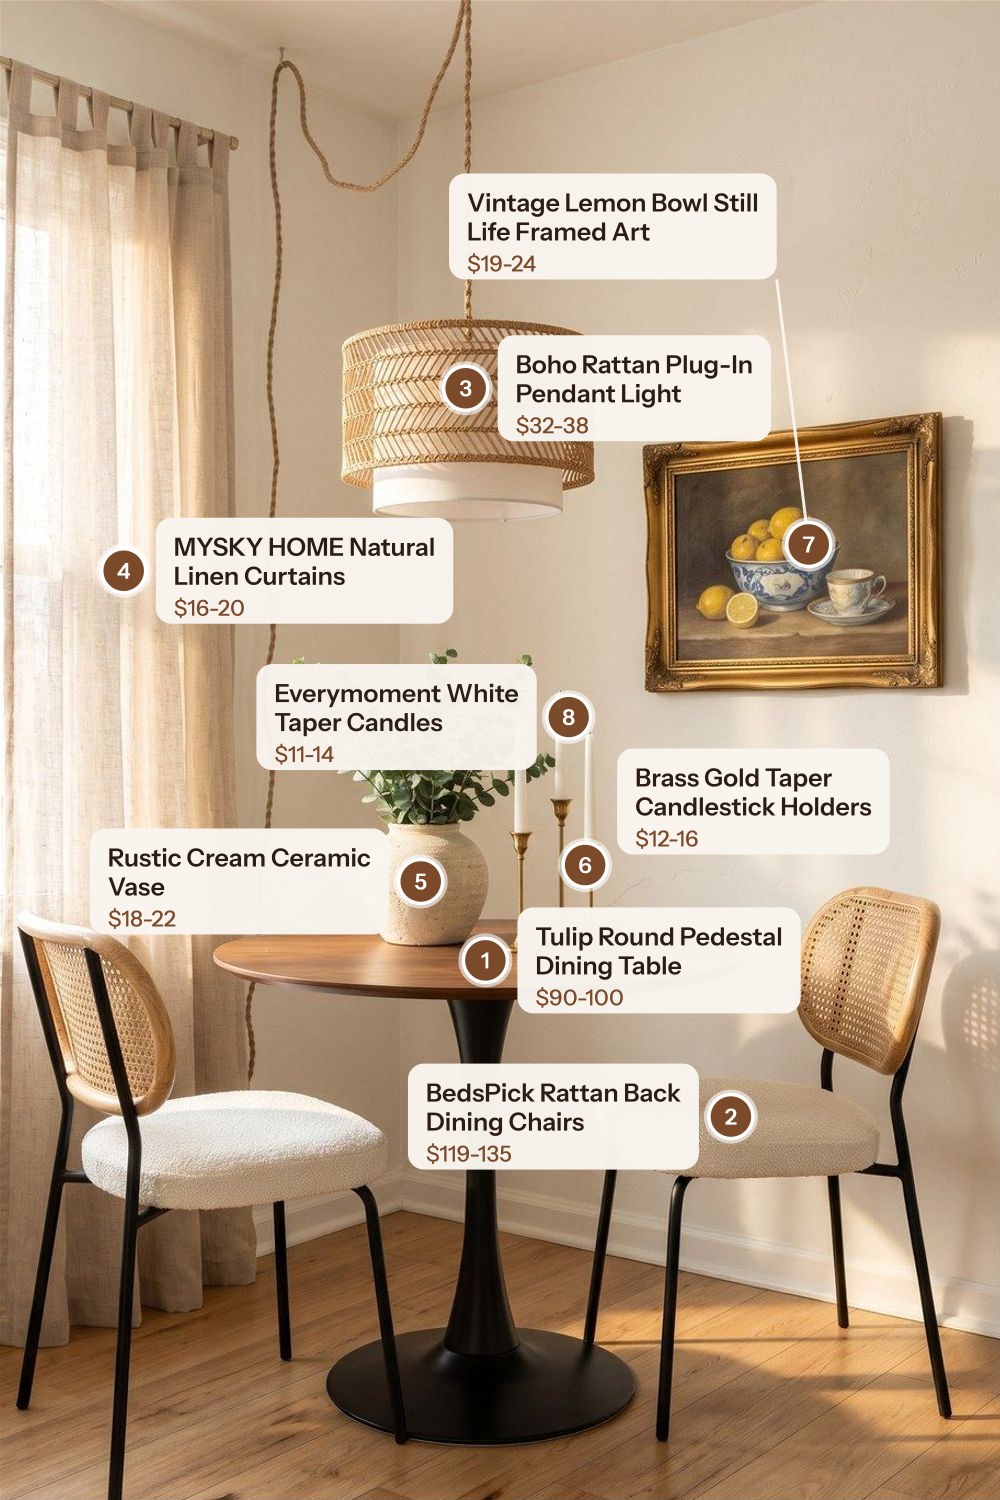 Vintage Lemon Bowl Still
Life Framed Art
$19-24
3
Boho Rattan Plug-In
Pendant Light
$32-38
7
4
MYSKY HOME Natural
Linen Curtains
$16-20
Everymoment White
Taper Candles
$11-14
8
Brass Gold Taper
Candlestick Holders
$12-16
6
Rustic Cream Ceramic
Vase
$18-22
5
1
Tulip Round Pedestal
Dining Table
$90-100
BedsPick Rattan Back
Dining Chairs
$119-135
2